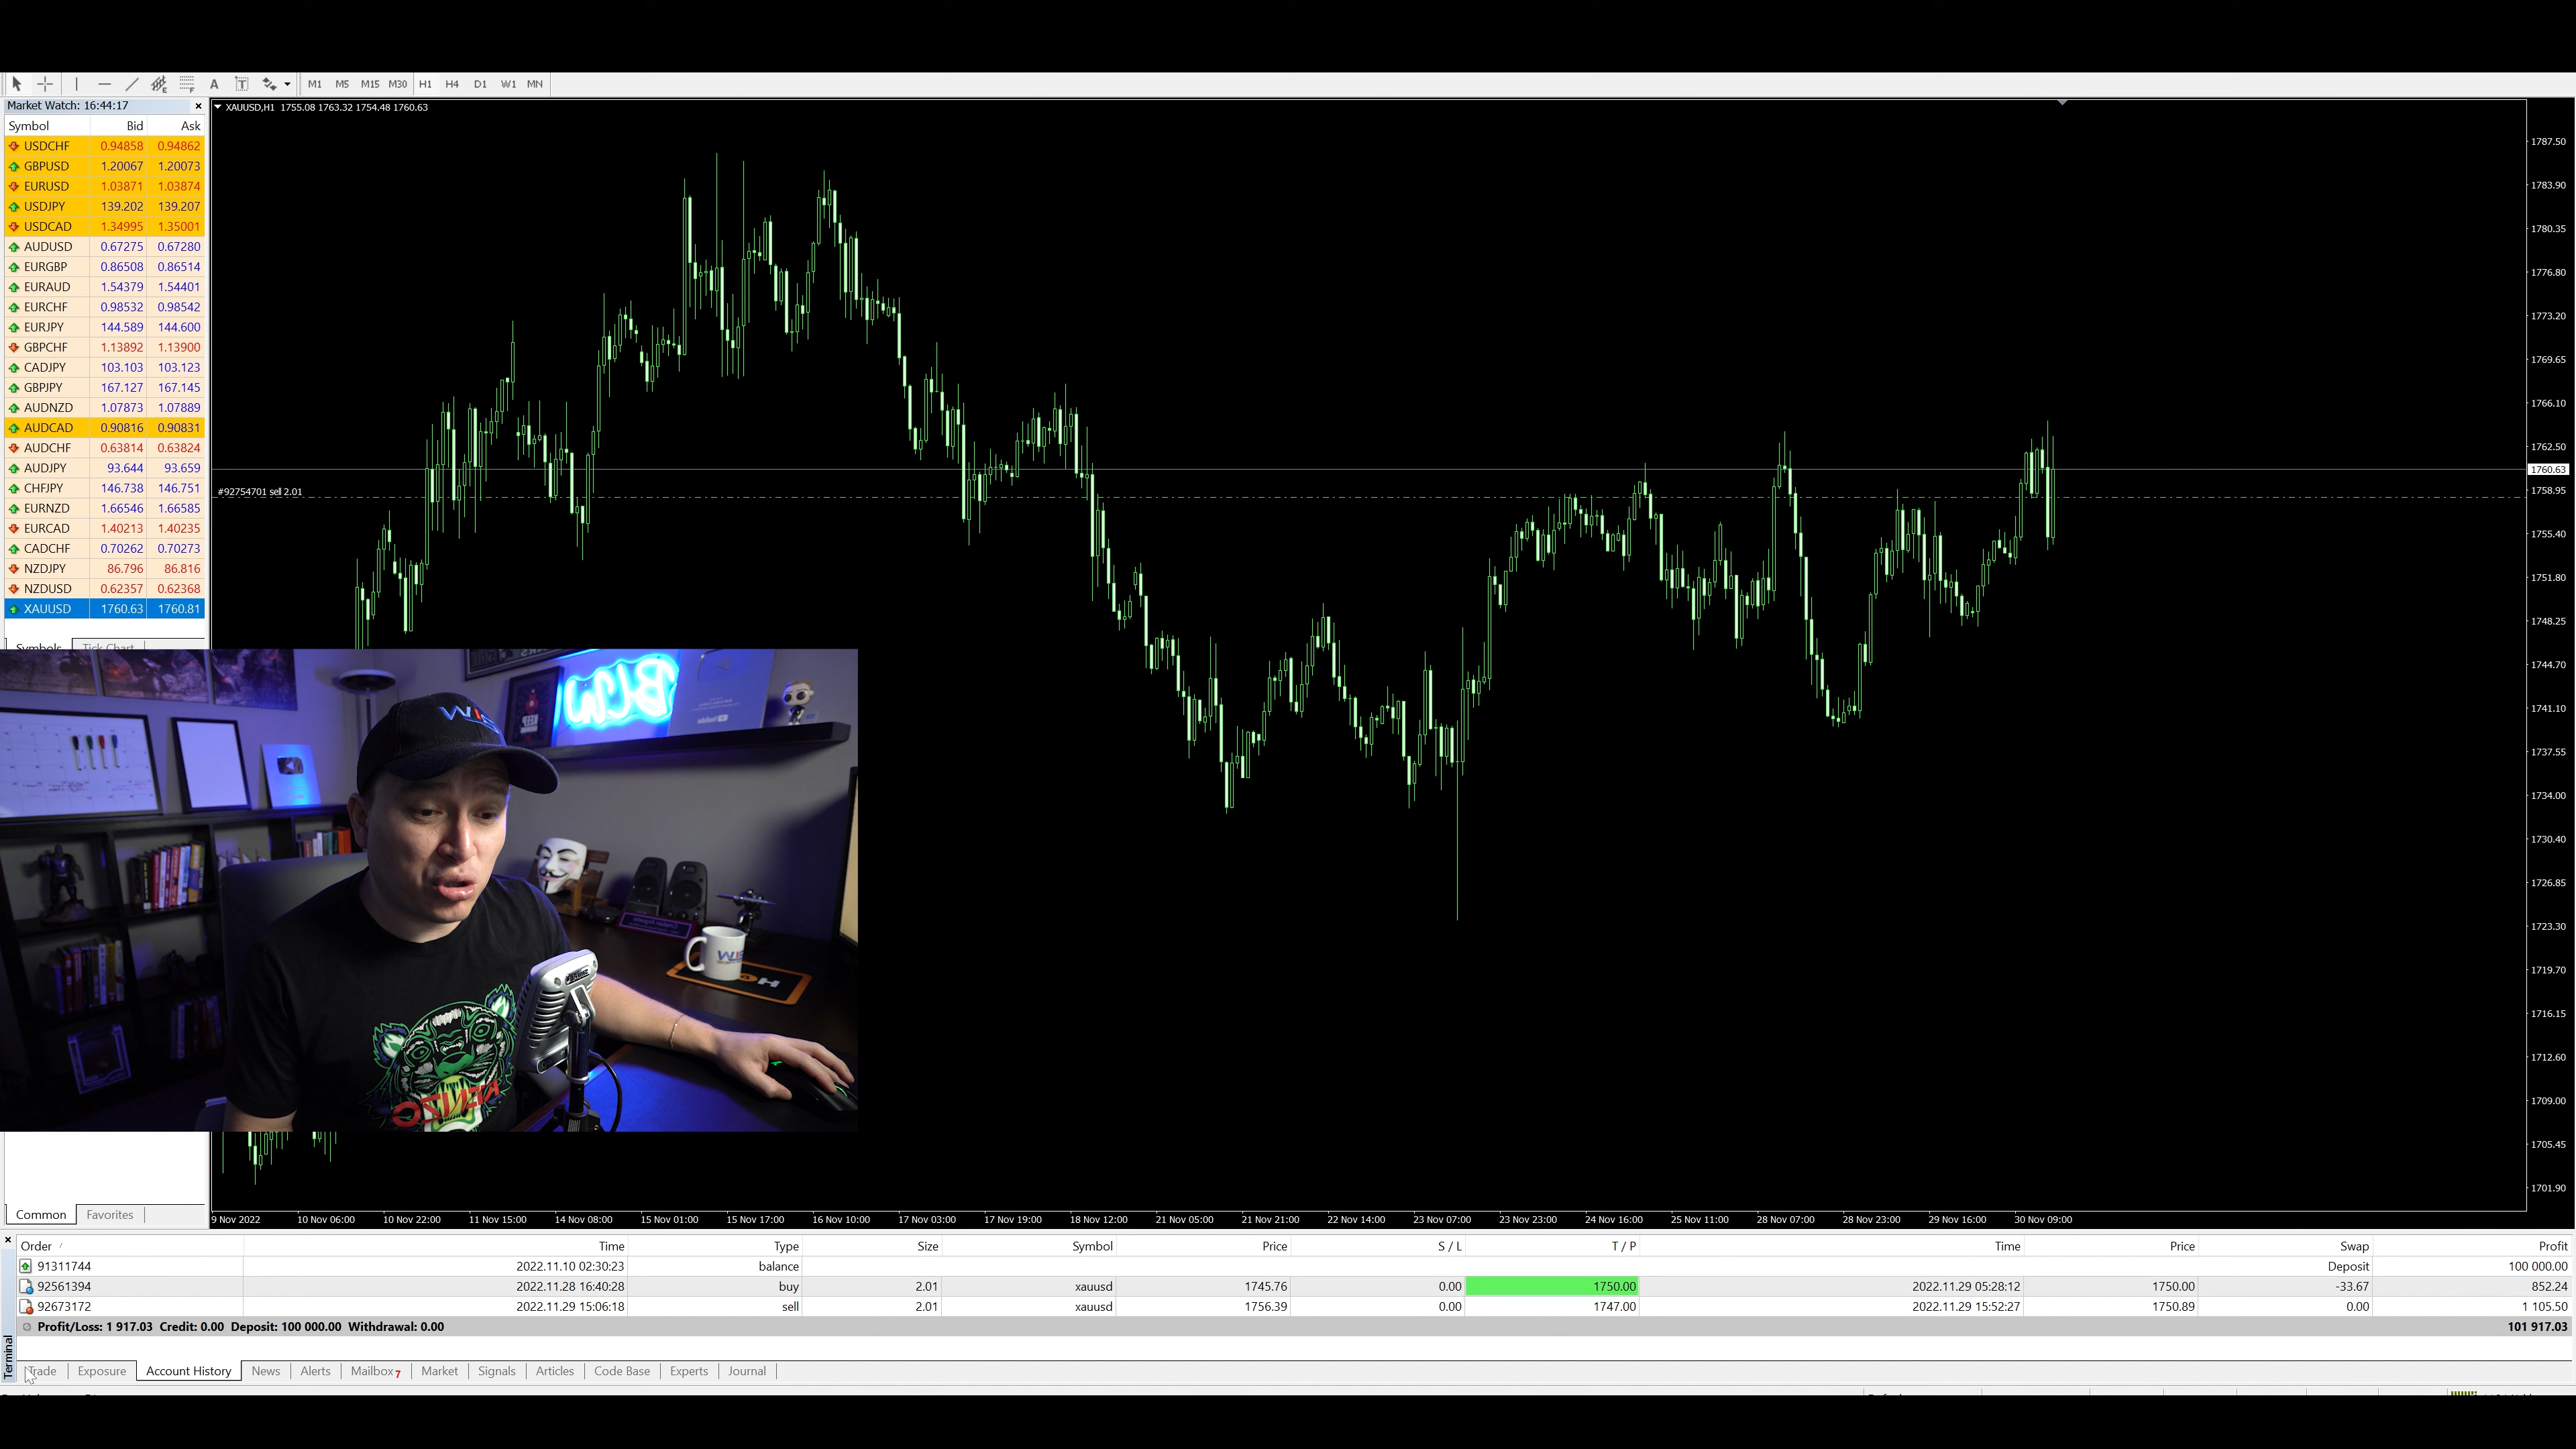 M1 M5 M15 M30 H1 H4 D1 W1 MN
Market Watch: 16:44:17
XAUUSD,H1 1755.08 1763.32 1754.48 1760.63
Symbol Bid Ask
USDCHF 0.94858 0.94862
GBPUSD 1.20067 1.20073
EURUSD 1.03871 1.03874
USDJPY 139.202 139.207
USDCAD 1.34995 1.35001
AUDUSD 0.67275 0.67280
EURGBP 0.86508 0.86514
EURAUD 1.54379 1.54401
EURCHF 0.98532 0.98542
EURJPY 144.589 144.600
GBPCHF 1.13892 1.13900
CADJPY 103.103 103.123
GBPJPY 167.127 167.145
AUDNZD 1.07873 1.07889
AUDCAD 0.90816 0.90831
AUDCHF 0.63814 0.63824
AUDJPY 93.644 93.659
CHFJPY 146.738 146.751
EURNZD 1.66546 1.66585
EURCAD 1.40213 1.40235
CADCHF 0.70262 0.70273
NZDJPY 86.796 86.816
NZDUSD 0.62357 0.62368
XAUUSD 1760.63 1760.81
Symbols Tick Chart
#92754701 sell 2.01
1787.50
1783.90
1780.35
1776.80
1773.20
1769.65
1766.10
1762.50
1760.63
1758.95
1755.40
1751.80
1748.25
1744.70
1741.10
1737.55
1734.00
1730.40
1726.85
1723.30
1719.70
1716.15
1712.60
1709.00
1705.45
1701.90
BLW
KENZO
Common Favorites
9 Nov 2022 10 Nov 06:00 10 Nov 22:00 11 Nov 15:00 14 Nov 08:00 15 Nov 01:00 15 Nov 17:00 16 Nov 10:00 17 Nov 03:00 17 Nov 19:00 18 Nov 12:00 21 Nov 05:00 21 Nov 21:00 22 Nov 14:00 23 Nov 07:00 23 Nov 23:00 24 Nov 16:00 25 Nov 11:00 28 Nov 07:00 28 Nov 23:00 29 Nov 16:00 30 Nov 09:00
Order Time Type Size Symbol Price S / L T / P Time Price Swap Profit
91311744 2022.11.10 02:30:23 balance Deposit 100 000.00
92561394 2022.11.28 16:40:28 buy 2.01 xauusd 1745.76 0.00 1750.00 2022.11.29 05:28:12 1750.00 -33.67 852.24
92673172 2022.11.29 15:06:18 sell 2.01 xauusd 1756.39 0.00 1747.00 2022.11.29 15:52:27 1750.89 0.00 1 105.50
Profit/Loss: 1 917.03 Credit: 0.00 Deposit: 100 000.00 Withdrawal: 0.00 101 917.03
Terminal
Trade Exposure Account History News Alerts Mailbox 7 Market Signals Articles Code Base Experts Journal